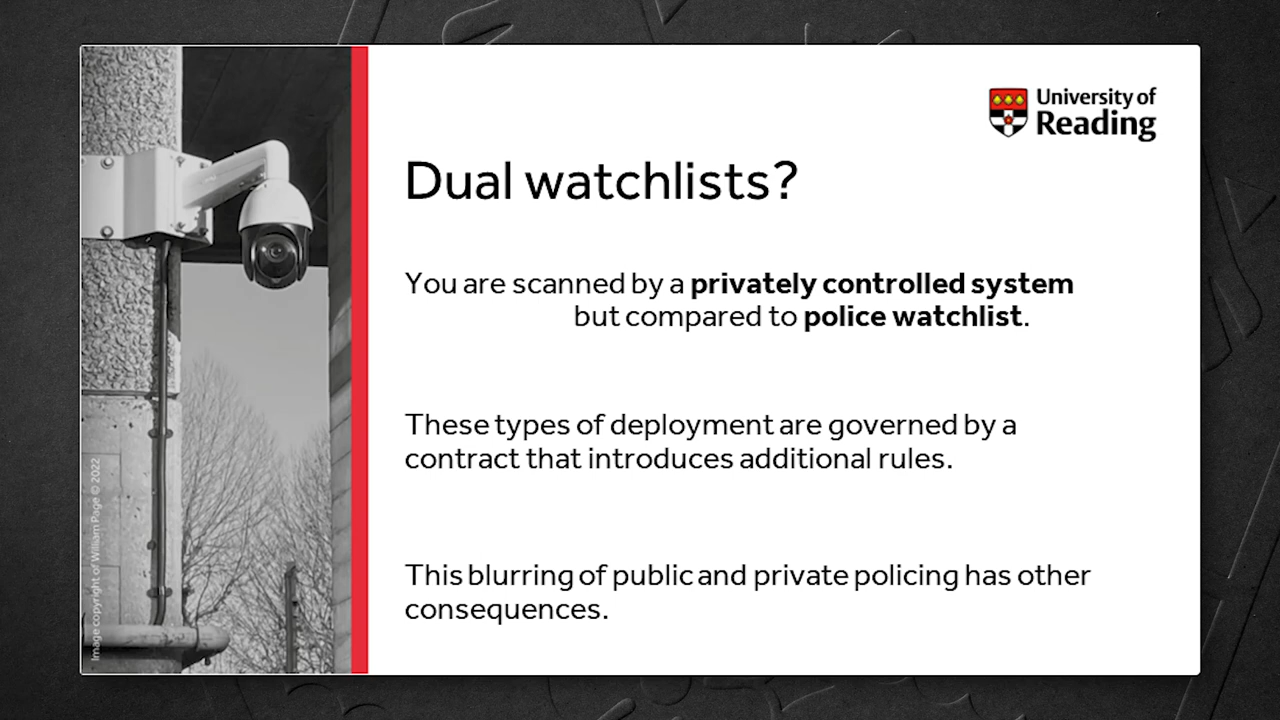 University of
Reading
Dual watchlists?
You are scanned by a privately controlled system
but compared to police watchlist.
These types of deployment are governed by a
contract that introduces additional rules.
This blurring of public and private policing has other
consequences.
Image copyright of William Page © 2022